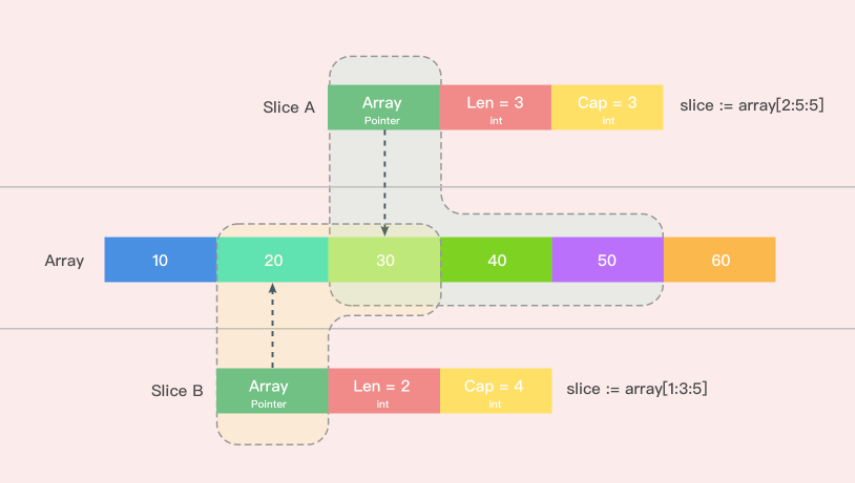 Slice A
Array
Pointer
Len = 3
int
Cap = 3
int
slice := array[2:5:5]
Array
10
20
30
40
50
60
Slice B
Array
Pointer
Len = 2
int
Cap = 4
int
slice := array[1:3:5]